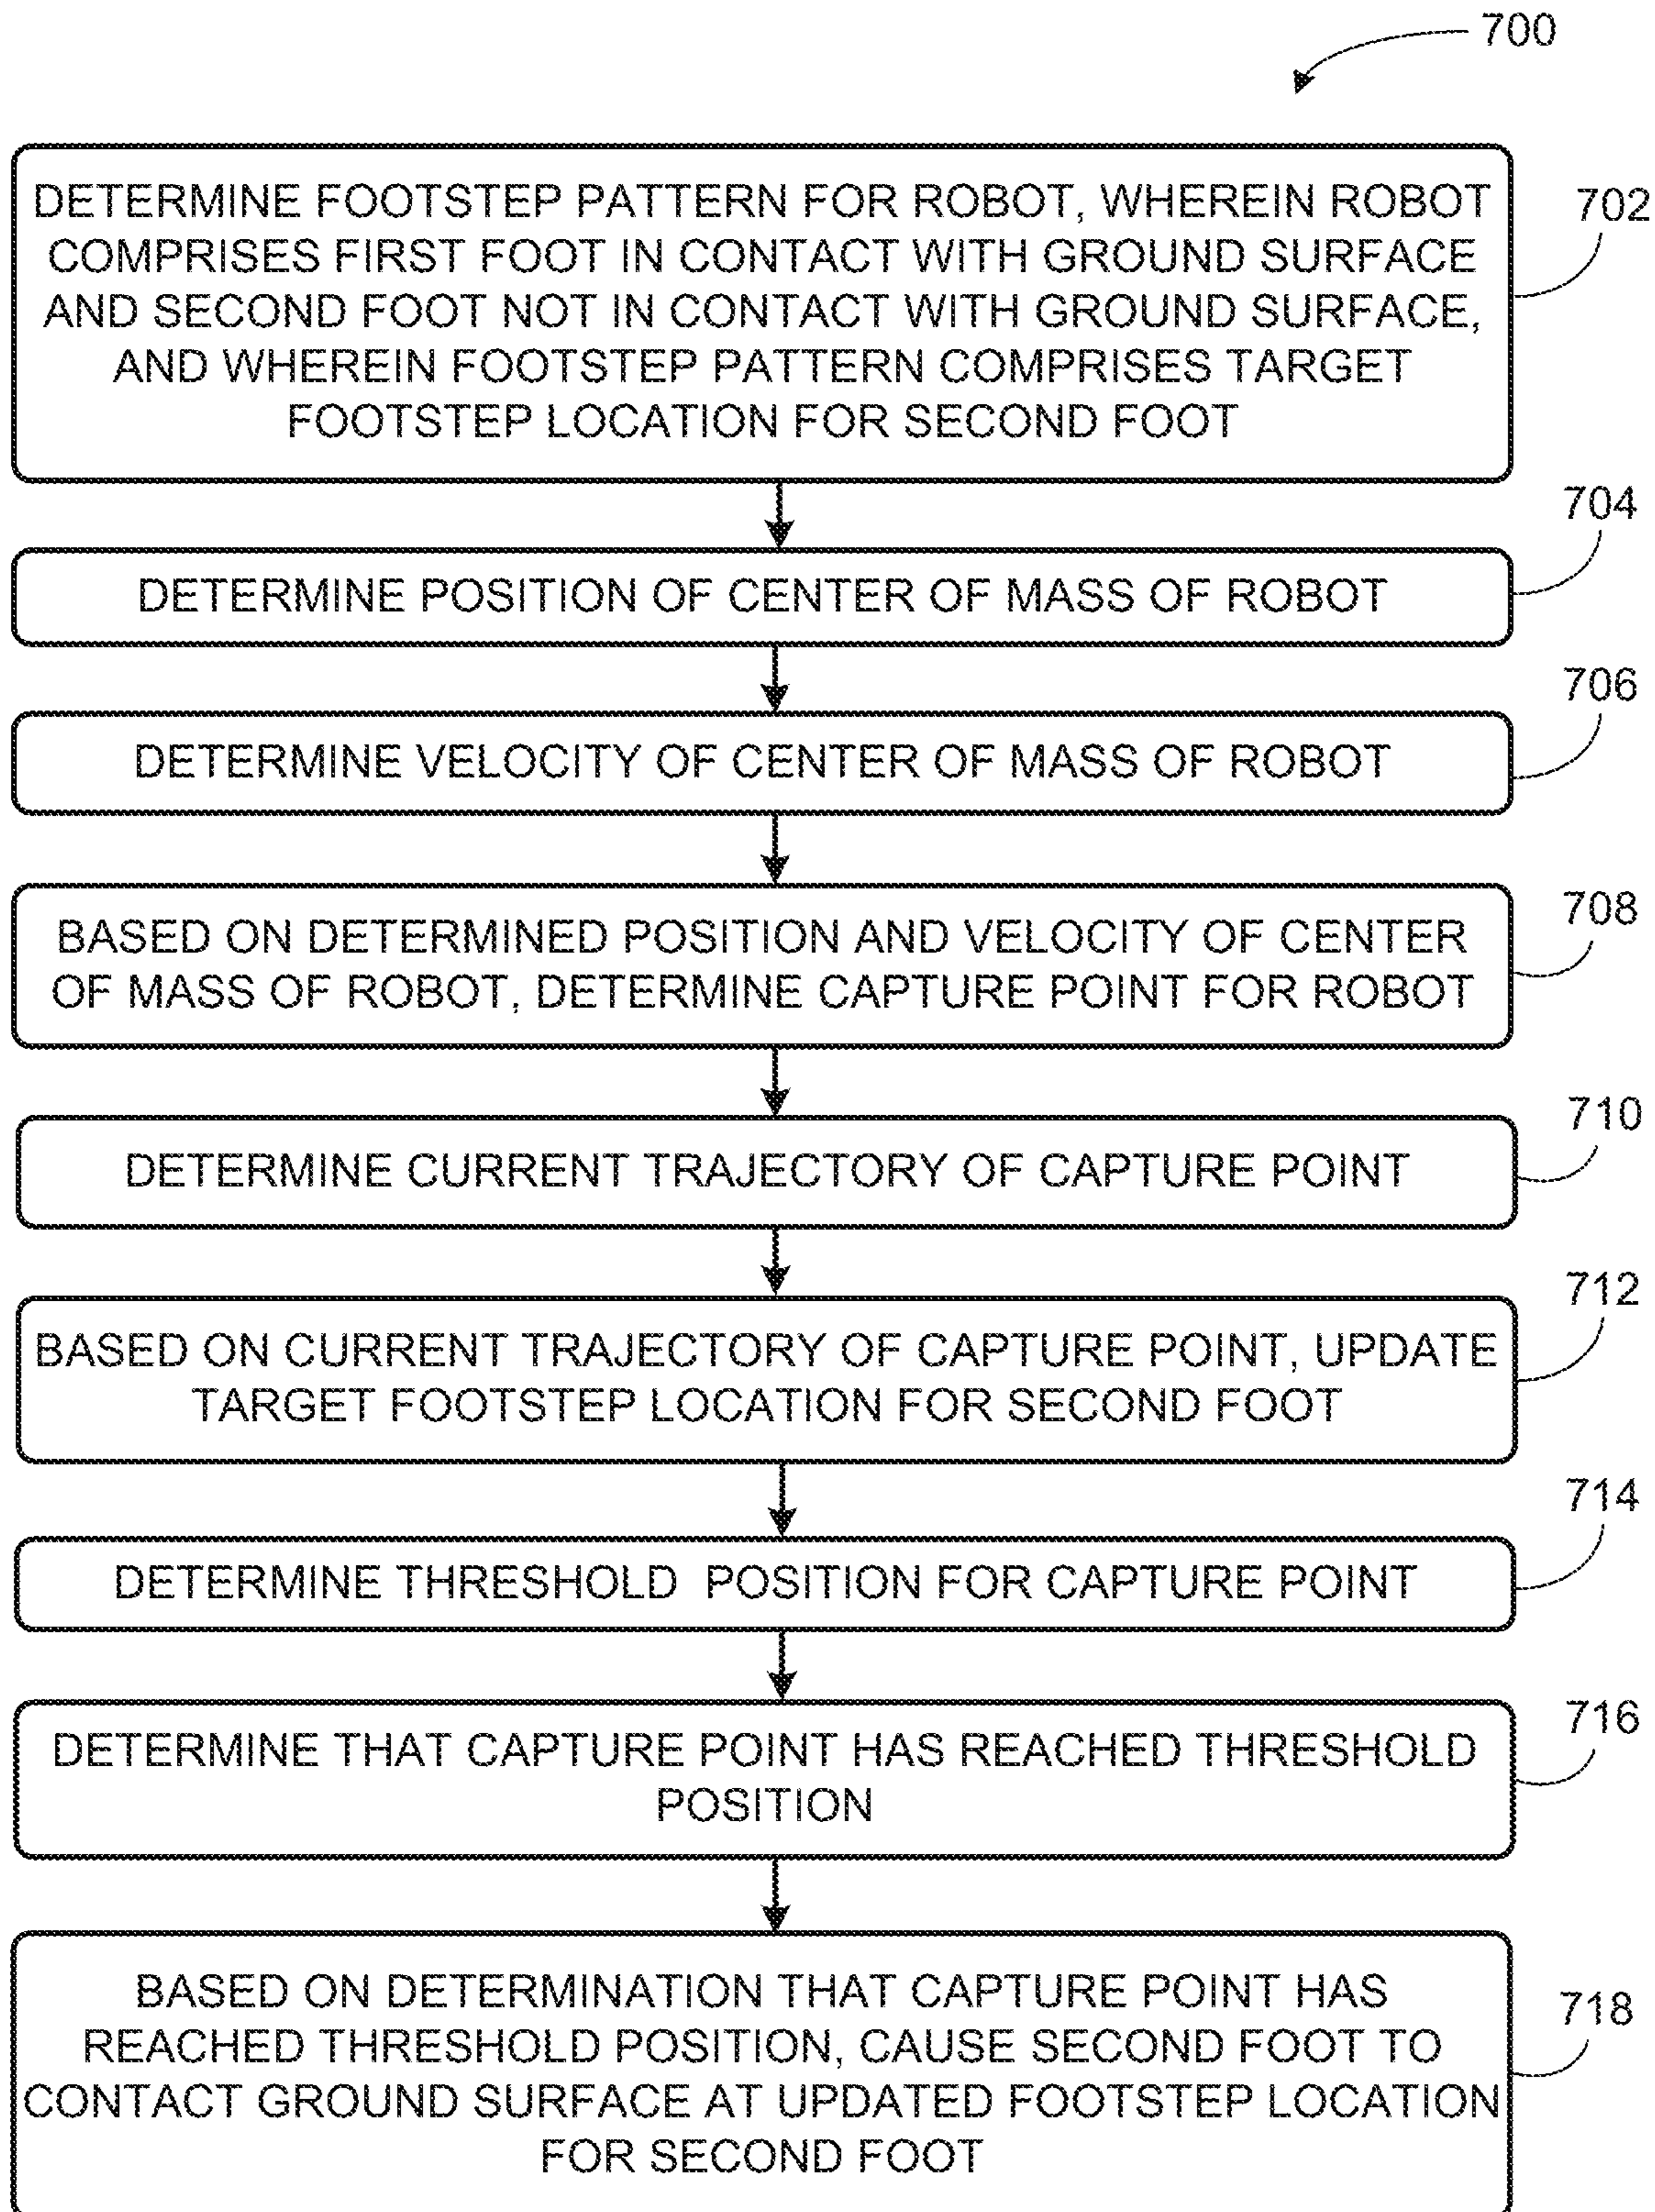 700
DETERMINE FOOTSTEP PATTERN FOR ROBOT, WHEREIN ROBOT
COMPRISES FIRST FOOT IN CONTACT WITH GROUND SURFACE
AND SECOND FOOT NOT IN CONTACT WITH GROUND SURFACE,
AND WHEREIN FOOTSTEP PATTERN COMPRISES TARGET
FOOTSTEP LOCATION FOR SECOND FOOT
702
704
DETERMINE POSITION OF CENTER OF MASS OF ROBOT
706
DETERMINE VELOCITY OF CENTER OF MASS OF ROBOT
708
BASED ON DETERMINED POSITION AND VELOCITY OF CENTER
OF MASS OF ROBOT, DETERMINE CAPTURE POINT FOR ROBOT
710
DETERMINE CURRENT TRAJECTORY OF CAPTURE POINT
712
BASED ON CURRENT TRAJECTORY OF CAPTURE POINT, UPDATE
TARGET FOOTSTEP LOCATION FOR SECOND FOOT
714
DETERMINE THRESHOLD POSITION FOR CAPTURE POINT
716
DETERMINE THAT CAPTURE POINT HAS REACHED THRESHOLD
POSITION
718
BASED ON DETERMINATION THAT CAPTURE POINT HAS
REACHED THRESHOLD POSITION, CAUSE SECOND FOOT TO
CONTACT GROUND SURFACE AT UPDATED FOOTSTEP LOCATION
FOR SECOND FOOT